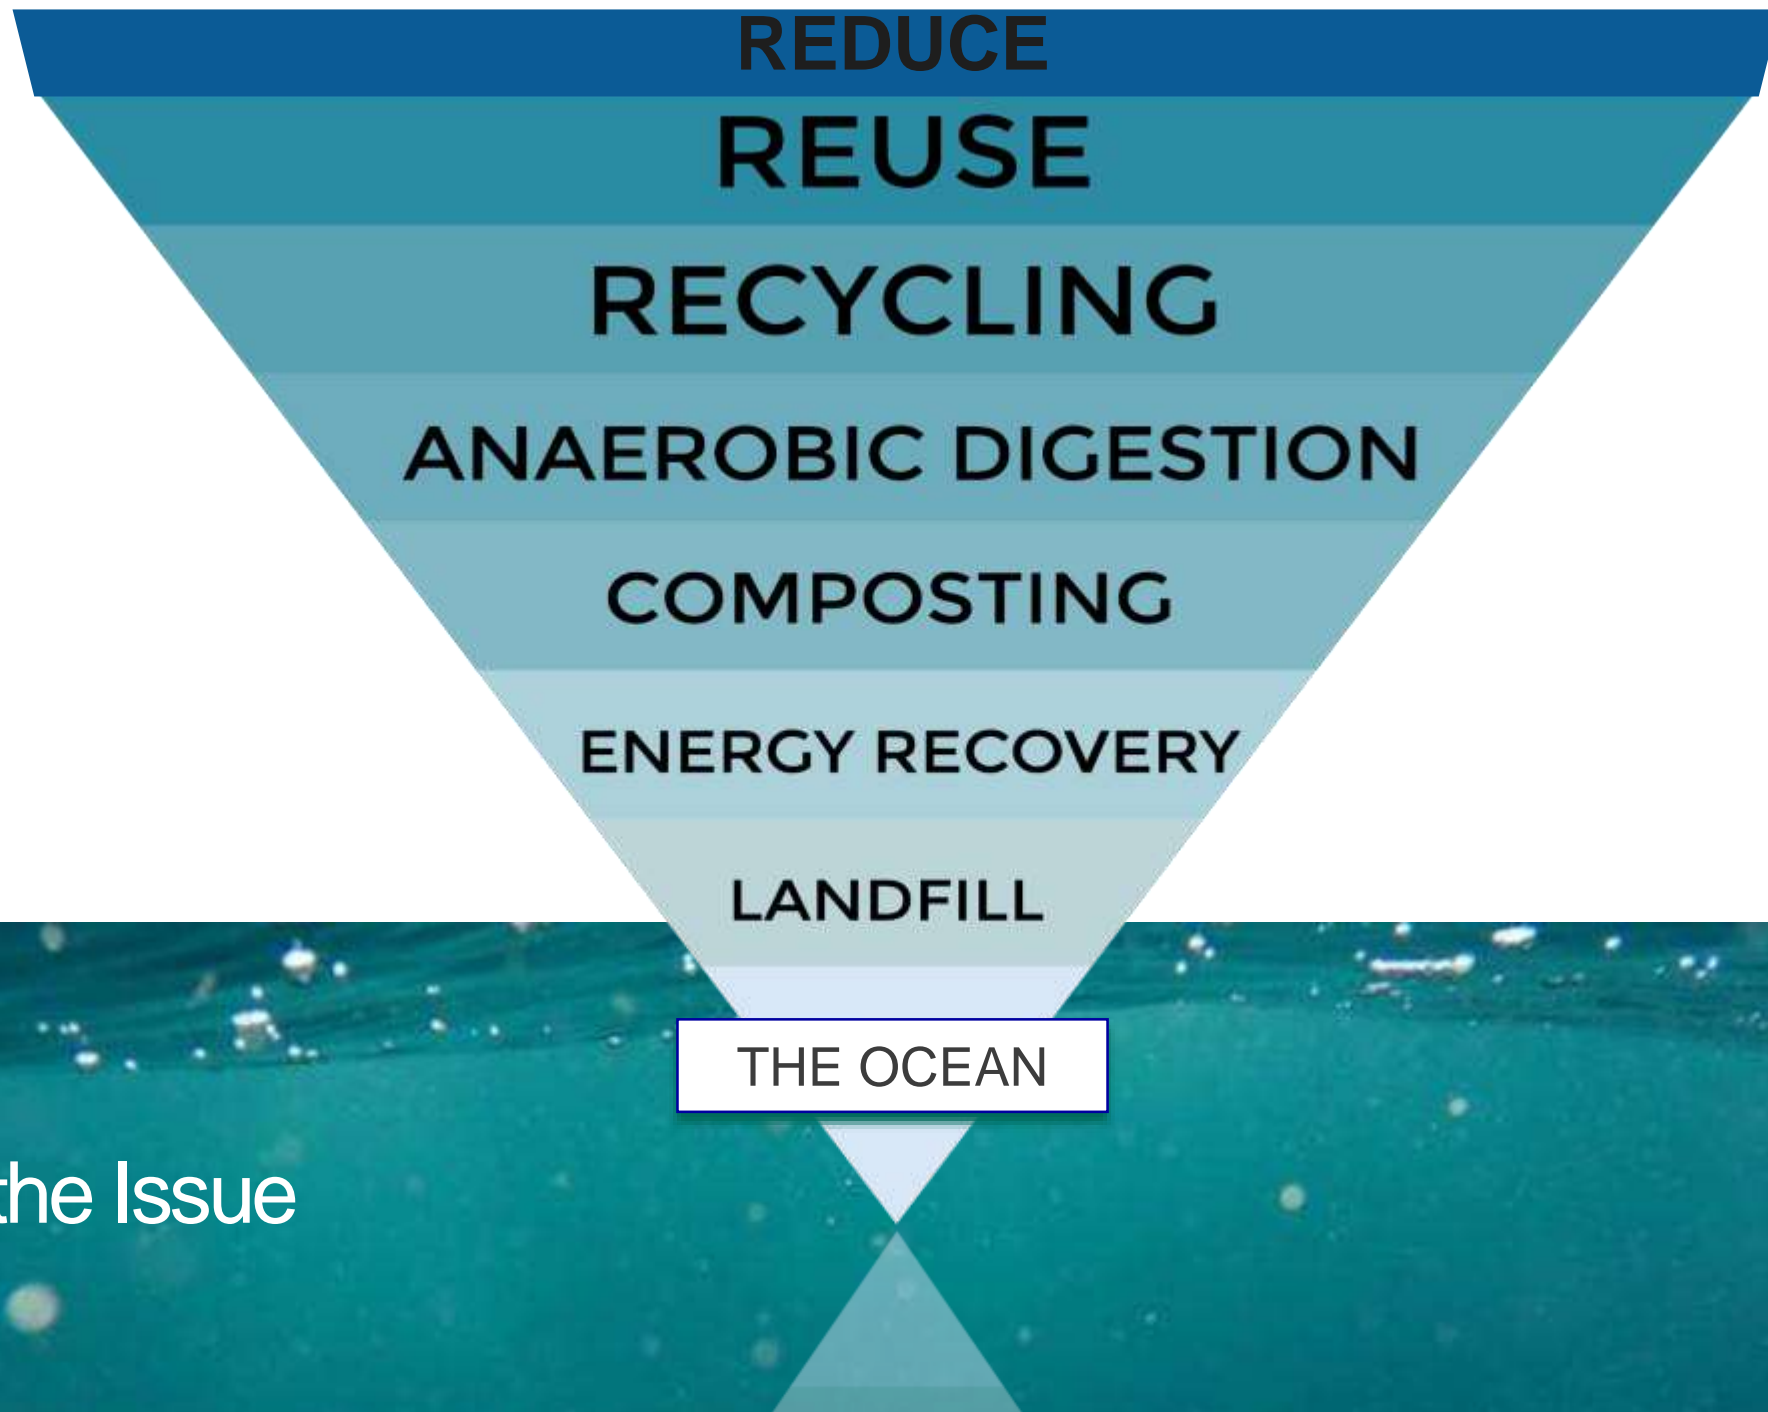 REDUCE
REUSE
RECYCLING
ANAEROBIC DIGESTION
COMPOSTING
ENERGY RECOVERY
LANDFILL
THE OCEAN
the Issue